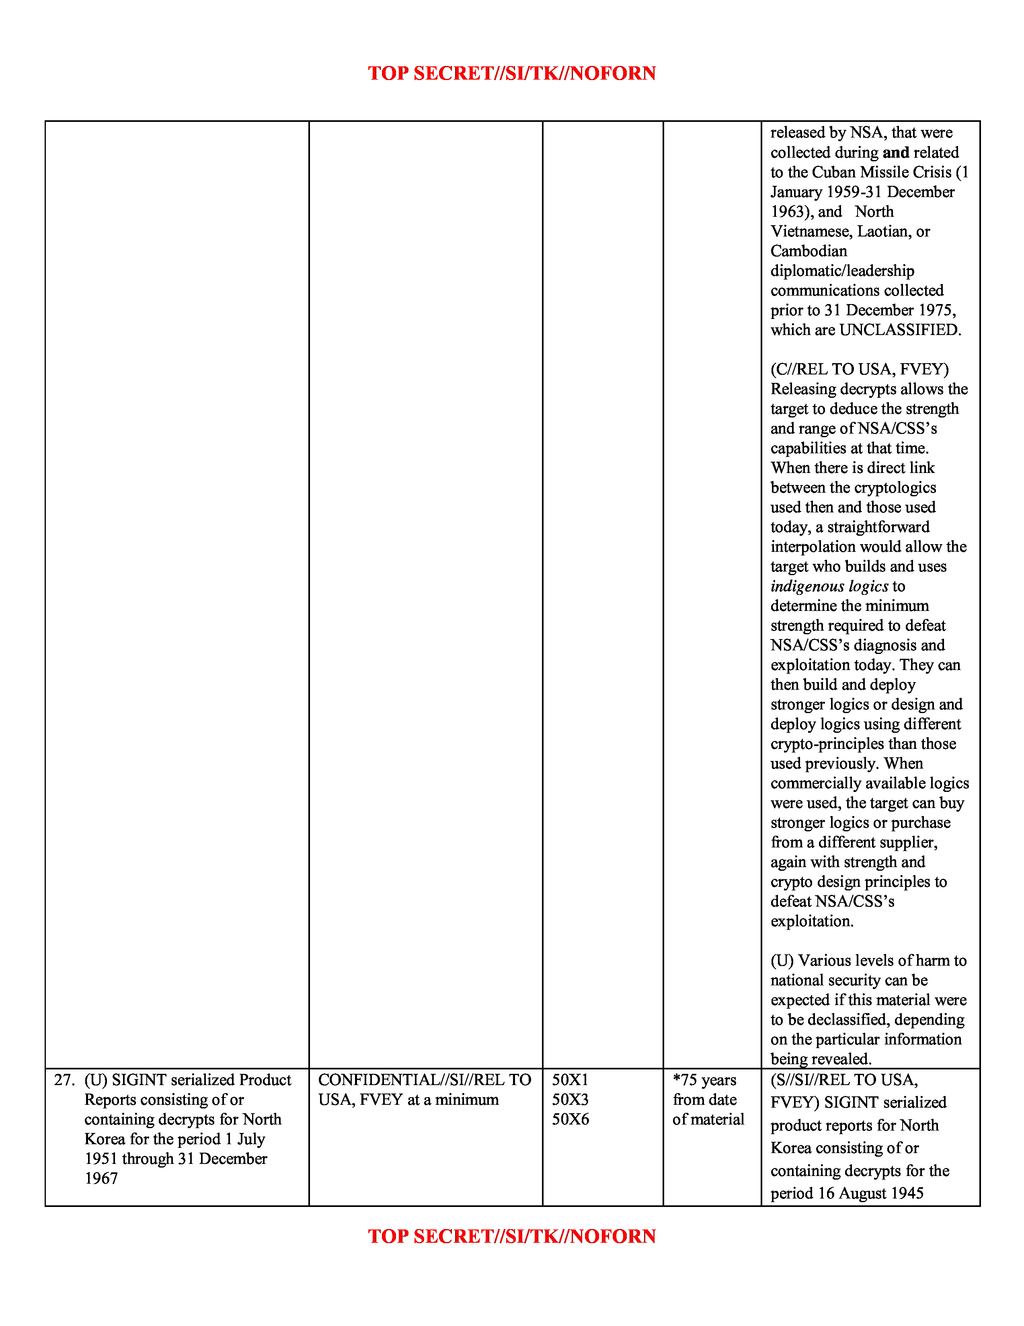 TOP SECRET//SI/TK//NOFORN
released by NSA, that were
collected during and related
to the Cuban Missile Crisis (1
January 1959-31 December
1963), and North
Vietnamese, Laotian, or
Cambodian
diplomatic/leadership
communications collected
prior to 31 December 1975,
which are UNCLASSIFIED.
(C//REL TO USA, FVEY)
Releasing decrypts allows the
target to deduce the strength
and range of NSA/CSS’s
capabilities at that time.
When there is direct link
between the cryptologics
used then and those used
today, a straightforward
interpolation would allow the
target who builds and uses
indigenous logics to
determine the minimum
strength required to defeat
NSA/CSS’s diagnosis and
exploitation today. They can
then build and deploy
stronger logics or design and
deploy logics using different
crypto-principles than those
used previously. When
commercially available logics
were used, the target can buy
stronger logics or purchase
from a different supplier,
again with strength and
crypto design principles to
defeat NSA/CSS’s
exploitation.
(U) Various levels of harm to
national security can be
expected if this material were
to be declassified, depending
on the particular information
being revealed.
27. (U) SIGINT serialized Product
Reports consisting of or
containing decrypts for North
Korea for the period 1 July
1951 through 31 December
1967
CONFIDENTIAL//SI//REL TO
USA, FVEY at a minimum
50X1
50X3
50X6
*75 years
from date
of material
(S//SI//REL TO USA,
FVEY) SIGINT serialized
product reports for North
Korea consisting of or
containing decrypts for the
period 16 August 1945
TOP SECRET//SI/TK//NOFORN